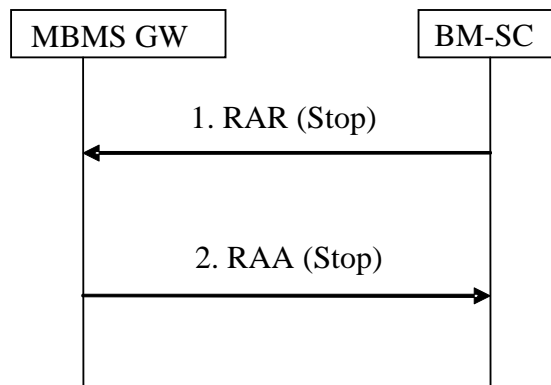 MBMS GW
BM-SC
1. RAR (Stop)
2. RAA (Stop)